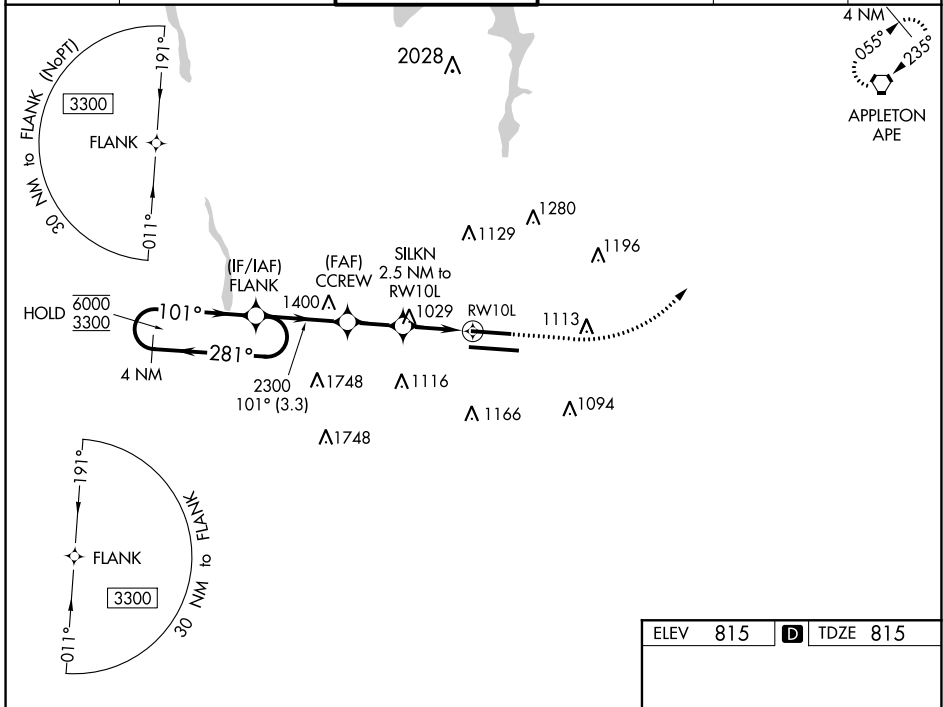 4 NM
055°
235°
APPLETON
APE
30 NM to FLANK (NoPT)
191°
3300
FLANK
011°
2028
1280
1129
1196
(IF/IAF)
FLANK
(FAF)
CCREW
SILKN
2.5 NM to
RW10L
1400
1029
RW10L
1113
HOLD
6000
3300
101°
281°
4 NM
2300
101° (3.3)
1748
1116
1166
1094
1748
191°
FLANK
3300
011°
30 NM to FLANK
ELEV 815 D TDZE 815